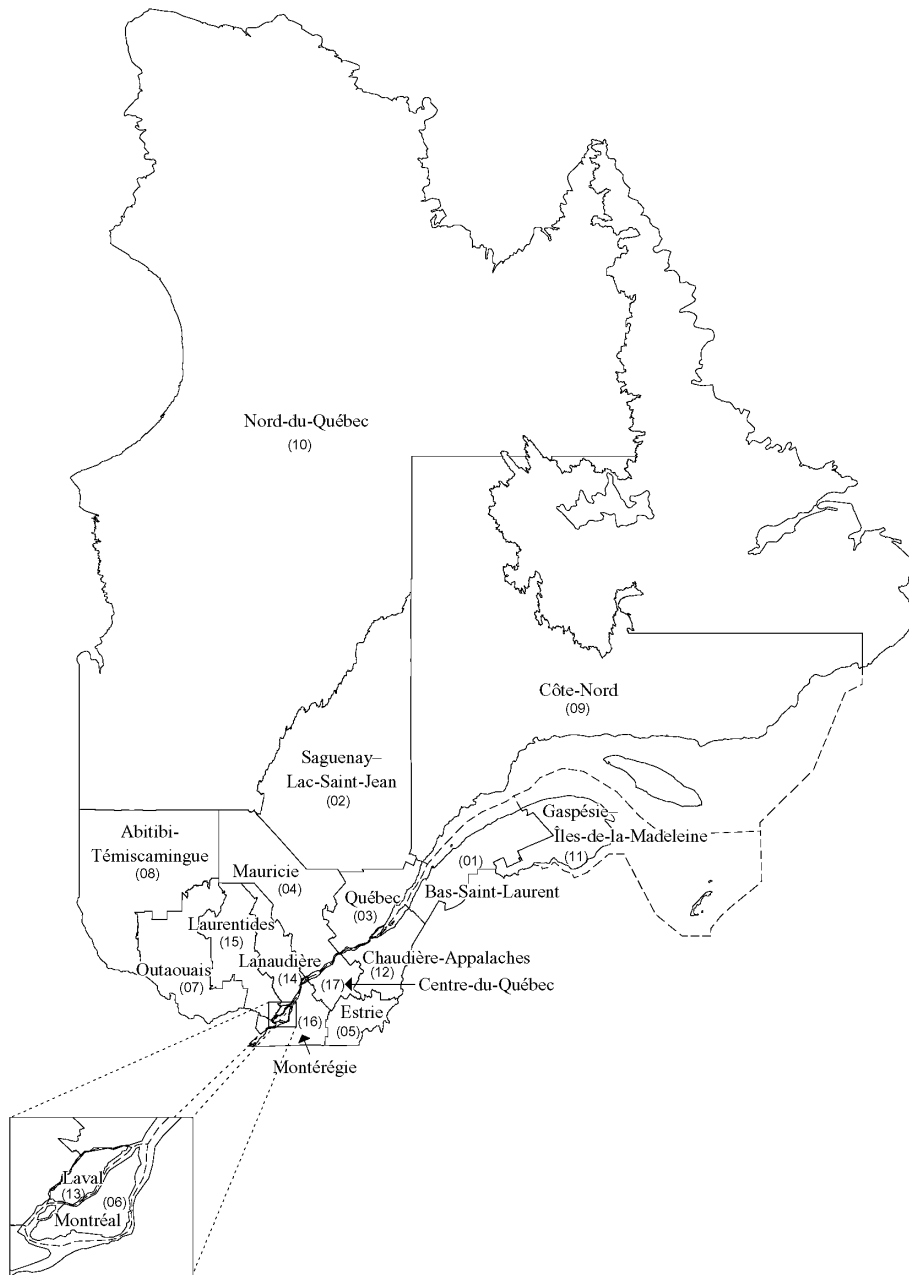 Nord-du-Québec
(10)
Côte-Nord
(09)
Saguenay–
Lac-Saint-Jean
(02)
Abitibi-
Témiscamingue
(08)
Mauricie
(04)
Gaspésie–
Îles-de-la-Madeleine
(11)
(01)
Bas-Saint-Laurent
Québec
(03)
Laurentides
(15)
Outaouais
(07)
Lanaudière
(14)
Chaudière-Appalaches
(12)
(17)
Centre-du-Québec
Estrie
(05)
(16)
Montérégie
Laval
(13)
(06)
Montréal